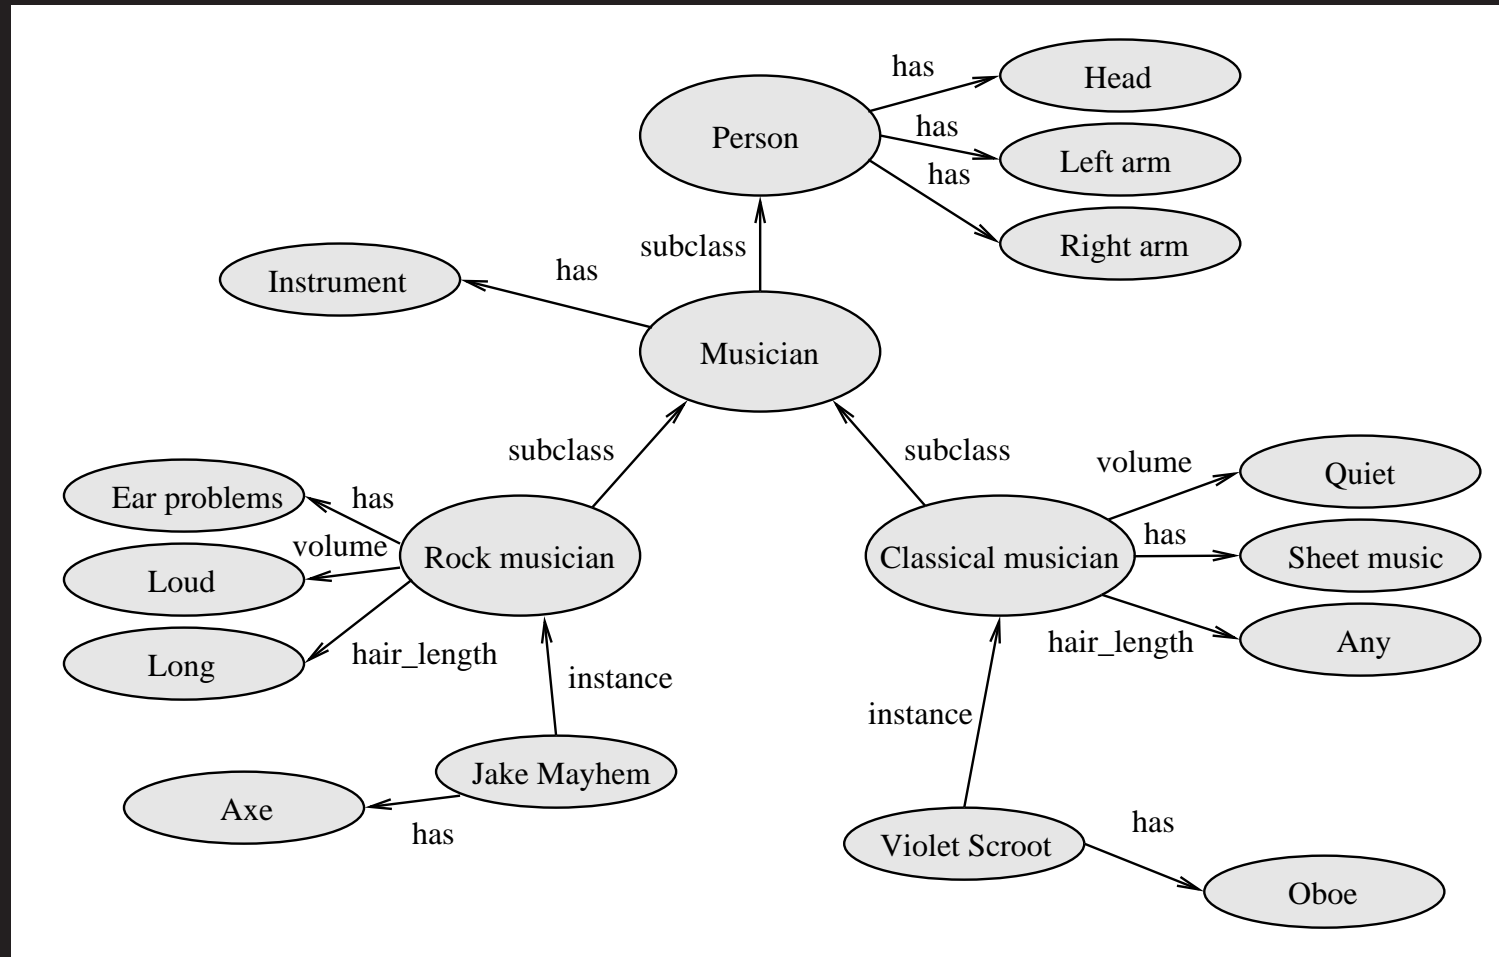 has
Head
Person
has
Left arm
has
Right arm
subclass
has
Instrument
Musician
subclass
subclass
volume
Quiet
Ear problems
has
has
volume
Rock musician
Classical musician
Sheet music
Loud
hair_length
hair_length
Any
Long
instance
instance
Jake Mayhem
Axe
has
has
Violet Scroot
Oboe